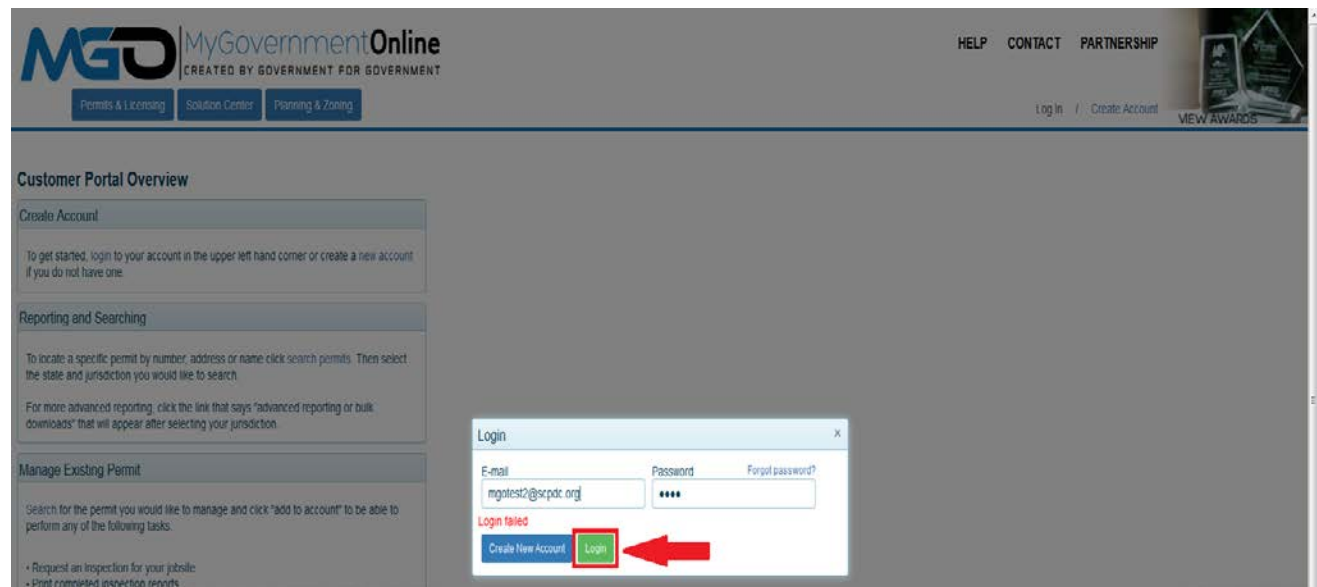 MGO MyGovernmentOnline
CREATED BY GOVERNMENT FOR GOVERNMENT
HELP CONTACT PARTNERSHIP
Permits & Licensing Solution Center Planning & Zoning
Log In / Create Account
VIEW AWARDS
Customer Portal Overview
Create Account
To get started, login to your account in the upper left hand corner or create a new account
if you do not have one.
Reporting and Searching
To locate a specific permit by number, address or name click search permits. Then select
the state and jurisdiction you would like to search.
For more advanced reporting, click the link that says "advanced reporting or bulk
downloads" that will appear after selecting your jurisdiction.
Manage Existing Permit
Search for the permit you would like to manage and click "add to account" to be able to
perform any of the following tasks.
• Request an Inspection for your jobsite
• Print completed inspection reports
Login x
E-mail Password Forgot password?
mgotest2@scpdc.org ••••
Login failed
Create New Account Login